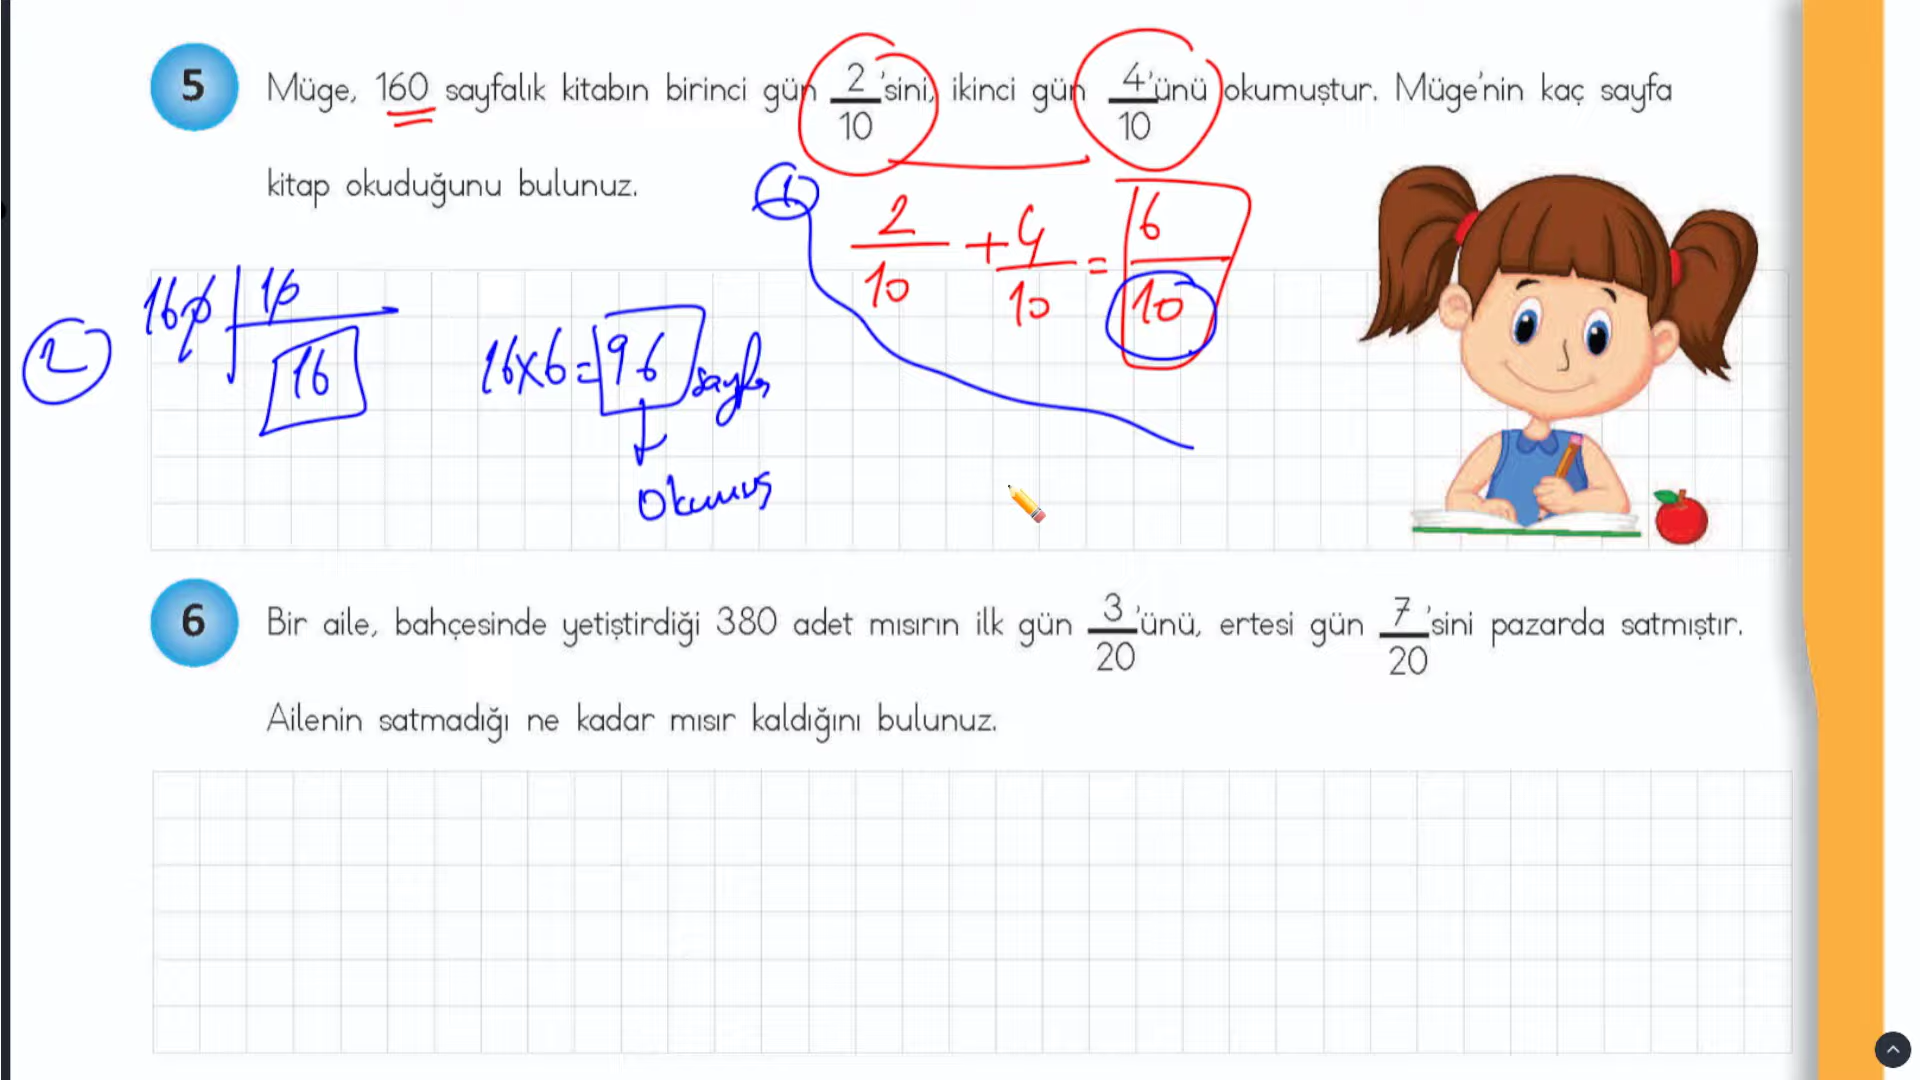 5 Müge, 160 sayfalık kitabın birinci gün 2/10'sini, ikinci gün 4/10'ünü okumuştur. Müge'nin kaç sayfa
kitap okuduğunu bulunuz.
1
2/10 + 4/10 = 6/10
2
160 | 10
16
16x6=96 sayfa
okumuş
6 Bir aile, bahçesinde yetiştirdiği 380 adet mısırın ilk gün 3/20'ünü, ertesi gün 7/20'sini pazarda satmıştır.
Ailenin satmadığı ne kadar mısır kaldığını bulunuz.